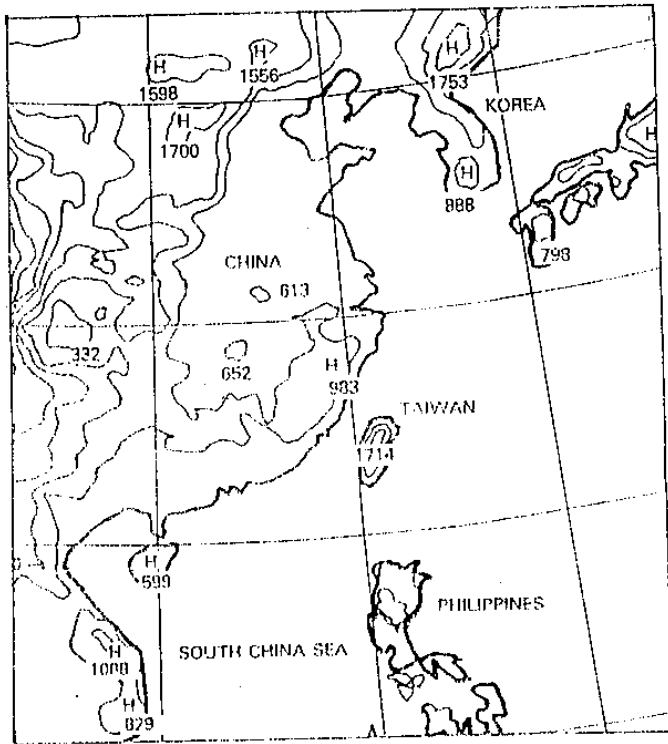 H
H
H
1598
1556
1753
KOREA
H
1700
H
H
888
798
CHINA
613
332
652
H
983
TAIWAN
1714
H
599
PHILIPPINES
SOUTH CHINA SEA
H
H
879